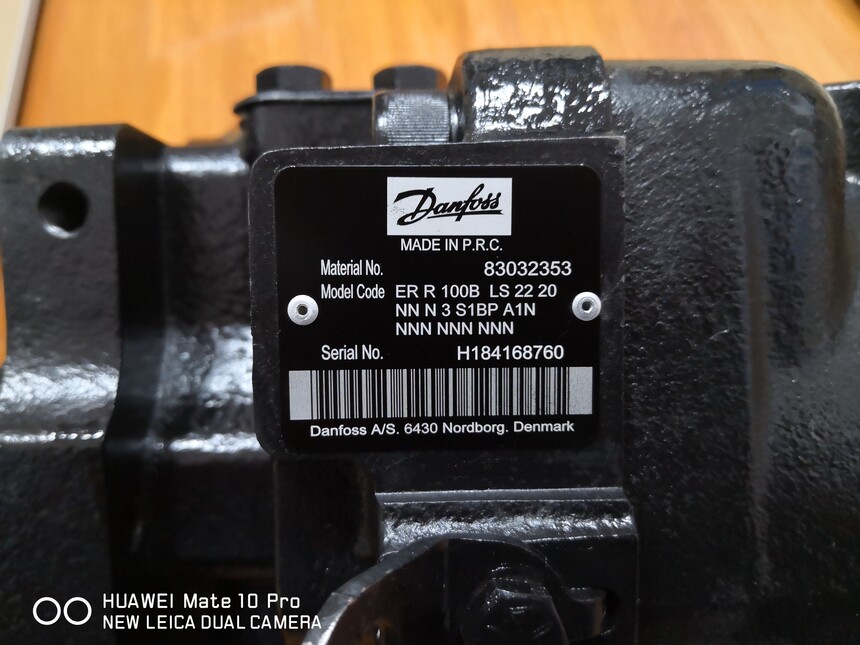 Danfoss
MADE IN P.R.C.
Material No. 83032353
Model Code ER R 100B LS 22 20
NN N 3 S1BP A1N
NNN NNN NNN
Serial No. H184168760
Danfoss A/S. 6430 Nordborg. Denmark
HUAWEI Mate 10 Pro
NEW LEICA DUAL CAMERA